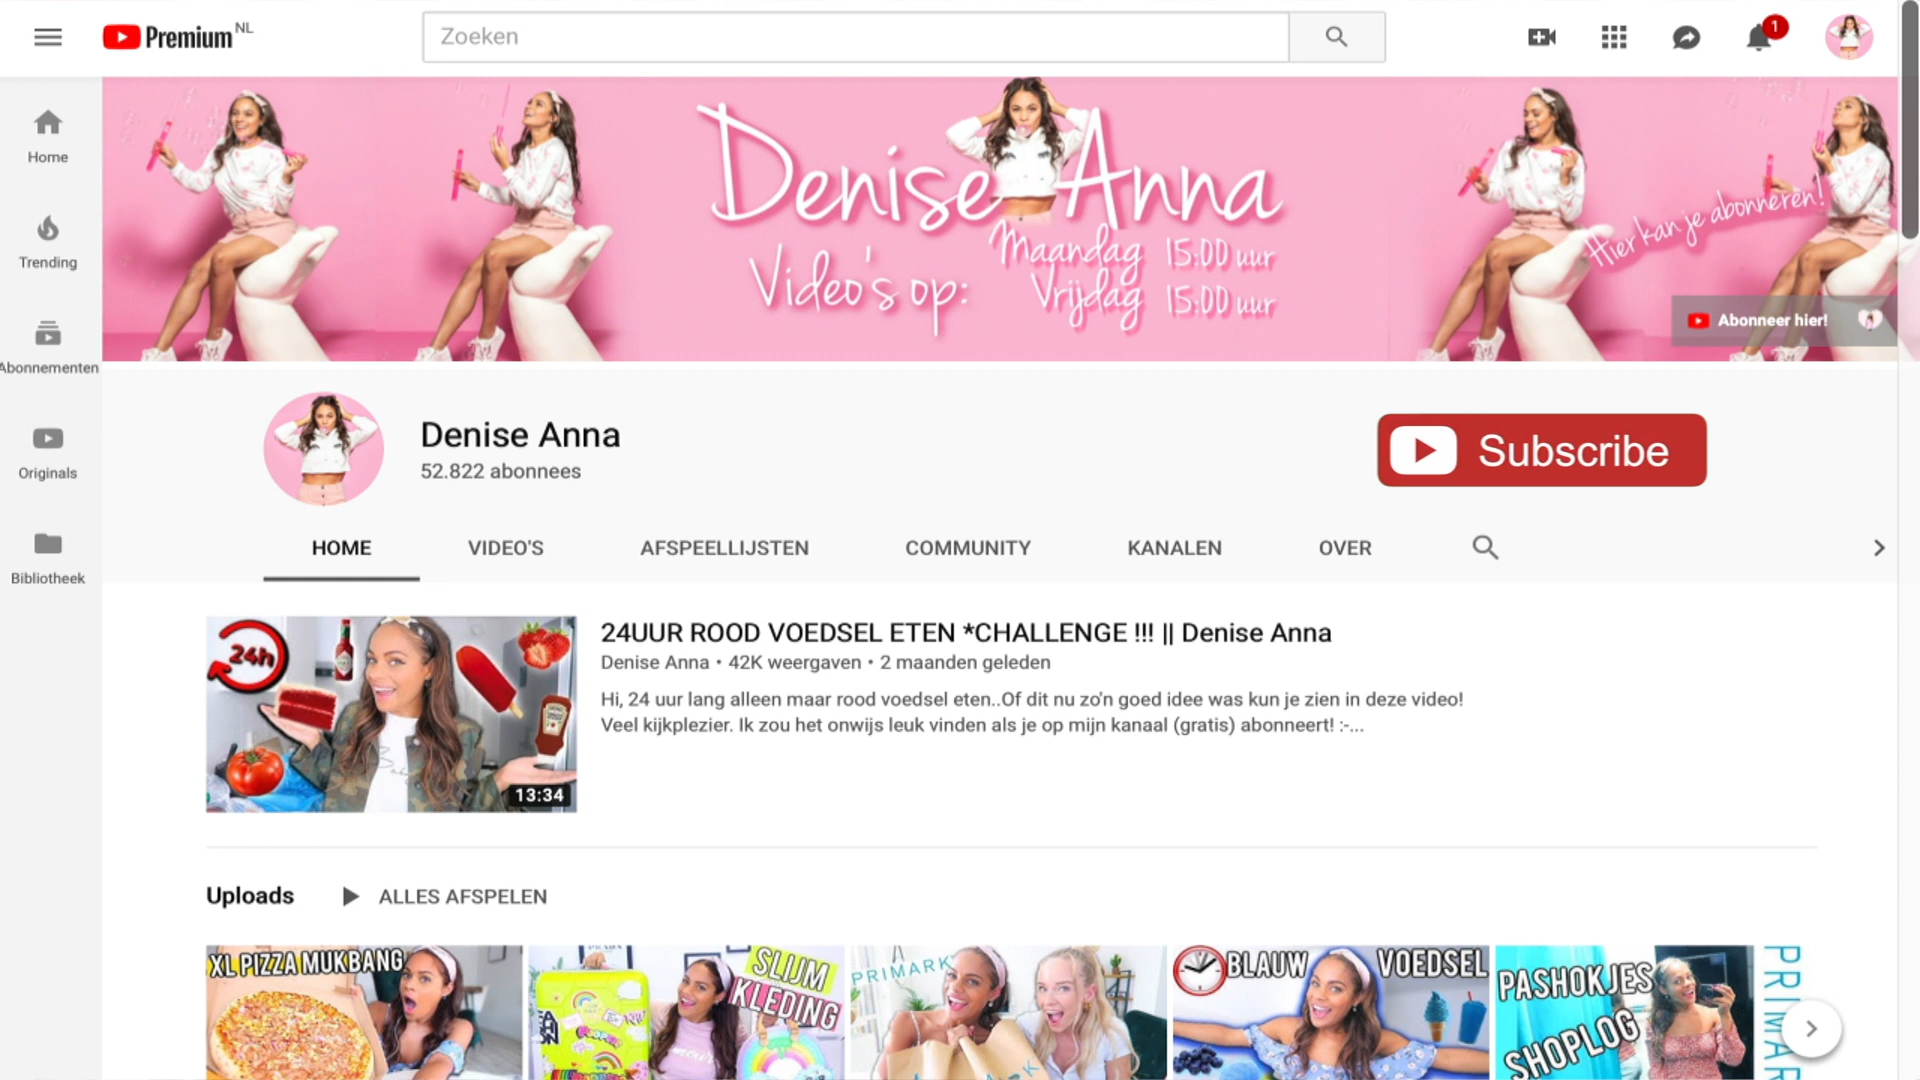 Premium NL
Zoeken
1
Home
Trending
Abonnementen
Originals
Bibliotheek
Denise Anna
Video's op: Maandag 15:00 uur
Vrijdag 15:00 uur
Hier kan je abonneren!
Abonneer hier!
Denise Anna
52.822 abonnees
Subscribe
HOME VIDEO'S AFSPEELLIJSTEN COMMUNITY KANALEN OVER
24h
13:34
24UUR ROOD VOEDSEL ETEN *CHALLENGE !!! || Denise Anna
Denise Anna • 42K weergaven • 2 maanden geleden
Hi, 24 uur lang alleen maar rood voedsel eten..Of dit nu zo'n goed idee was kun je zien in deze video!
Veel kijkplezier. Ik zou het onwijs leuk vinden als je op mijn kanaal (gratis) abonneert! :-...
Uploads ALLES AFSPELEN
XL PIZZA MUKBANG
SLIJM
KLEDING
PRIMARK
BLAUW VOEDSEL
PASHOKJES
SHOPLOG
PRIMAR